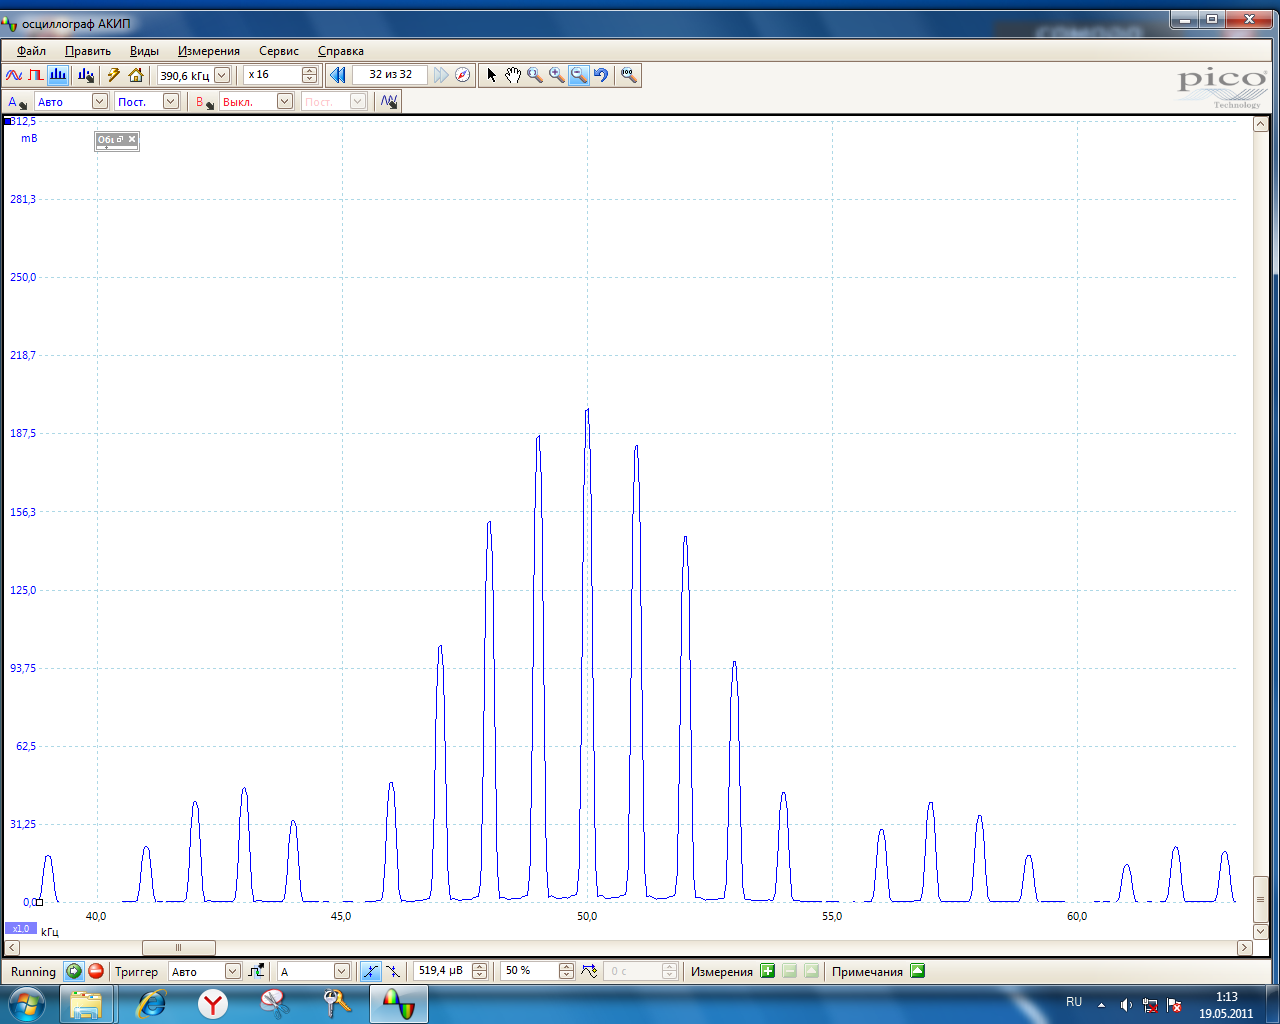 осциллограф АКИП
Файл Править Виды Измерения Сервис Справка
390,6 кГц x 16 32 из 32
pico
Technology
A Авто Пост. B Выкл. Пост.
312,5
mB
281,3
250,0
218,7
187,5
156,3
125,0
93,75
62,5
31,25
0,0
40,0 45,0 50,0 55,0 60,0
x1,0 кГц
Running Триггер Авто A 519,4 µB 50 % 0 c Измерения Примечания
RU 1:13
19.05.2011